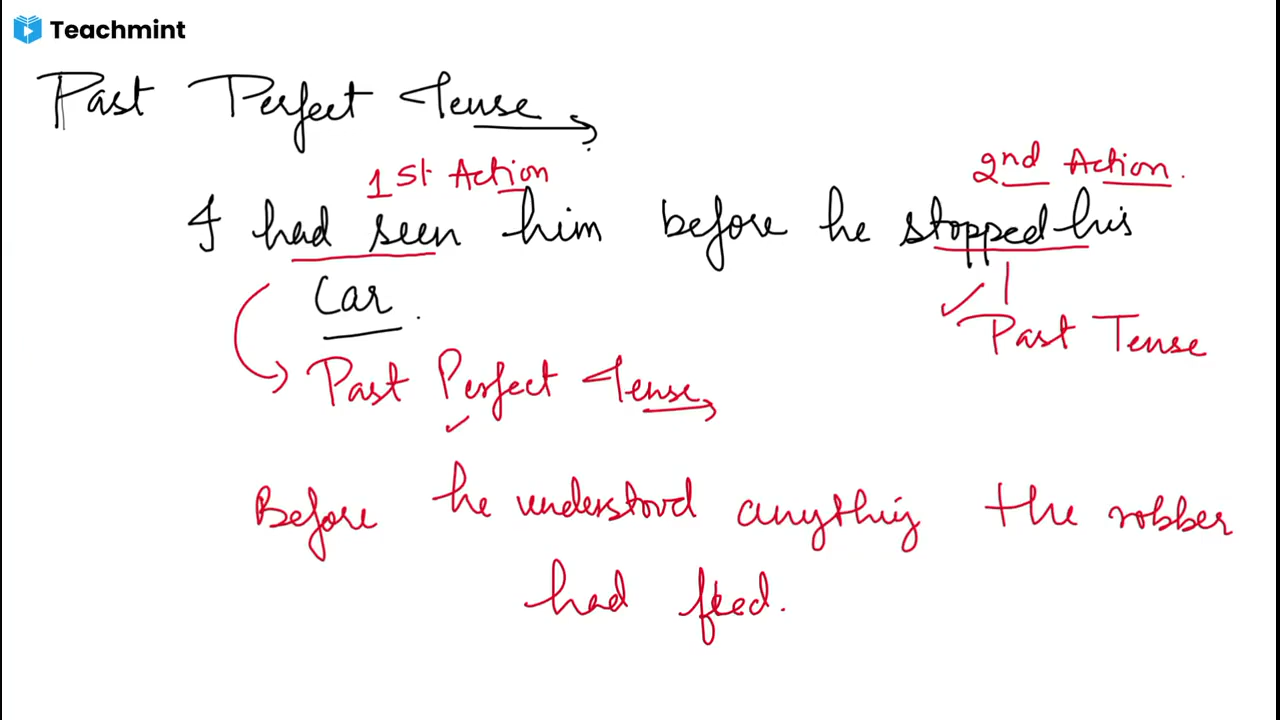 Teachmint
Past Perfect Tense
1st Action
2nd Action.
I had seen him before he stopped his
Car.
Past Tense
Past Perfect Tense
Before he understood anything the robber
had fled.